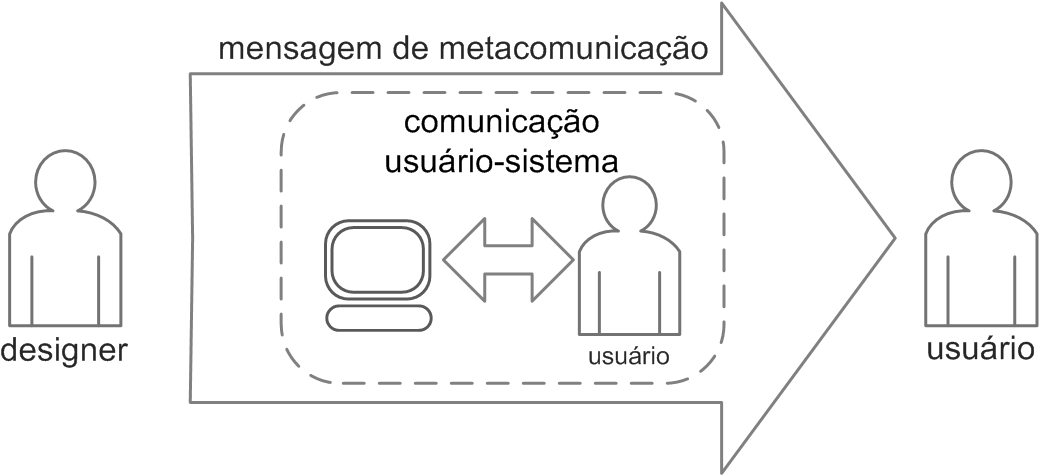 mensagem de metacomunicação
comunicação
usuário-sistema
usuário
designer
usuário